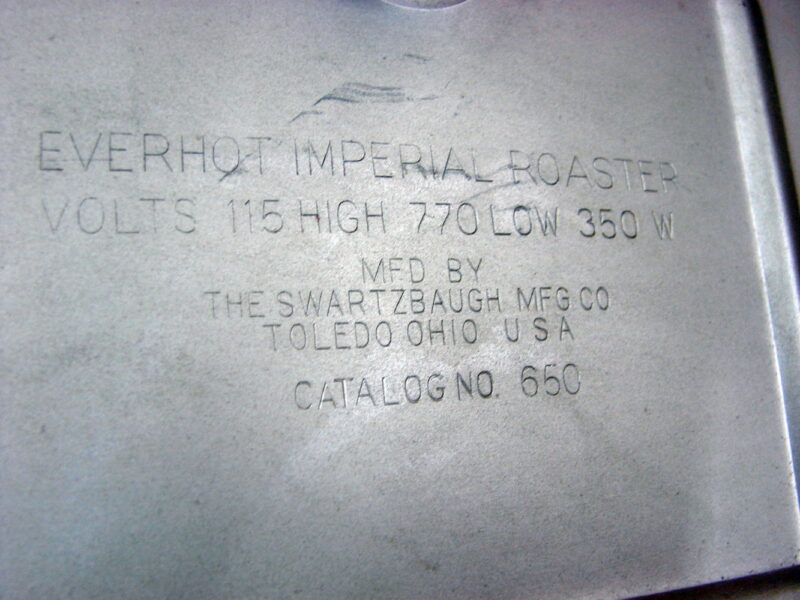 EVERHOT IMPERIAL ROASTER
VOLTS 115 HIGH 770 LOW 350 W
MFD BY
THE SWARTZBAUGH MFG CO
TOLEDO OHIO U S A
CATALOG NO. 650